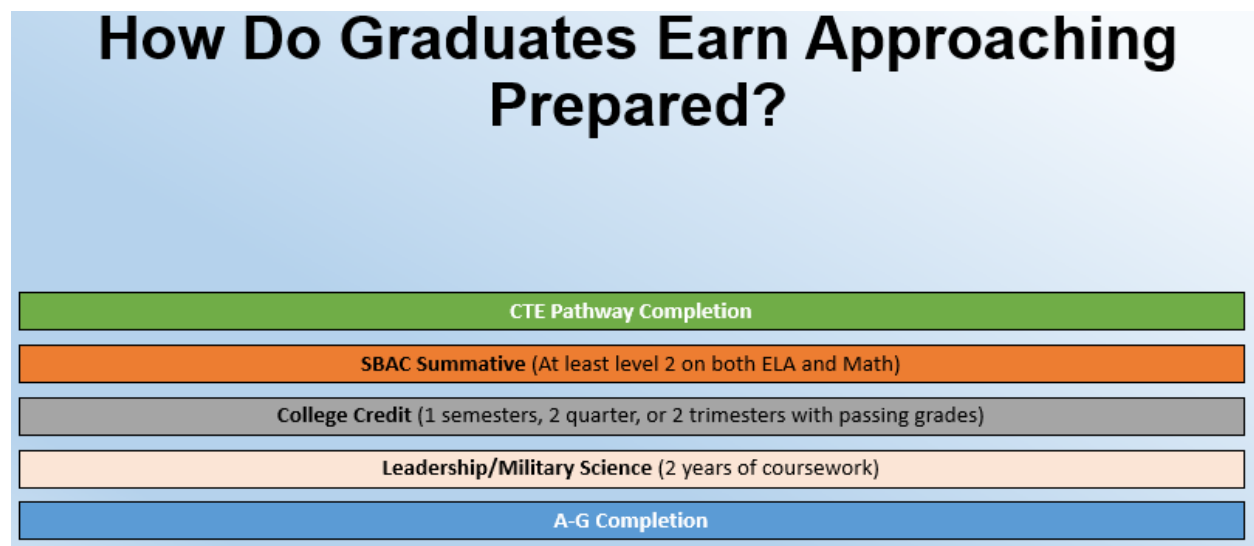 How Do Graduates Earn Approaching
Prepared?
CTE Pathway Completion
SBAC Summative (At least level 2 on both ELA and Math)
College Credit (1 semesters, 2 quarter, or 2 trimesters with passing grades)
Leadership/Military Science (2 years of coursework)
A-G Completion